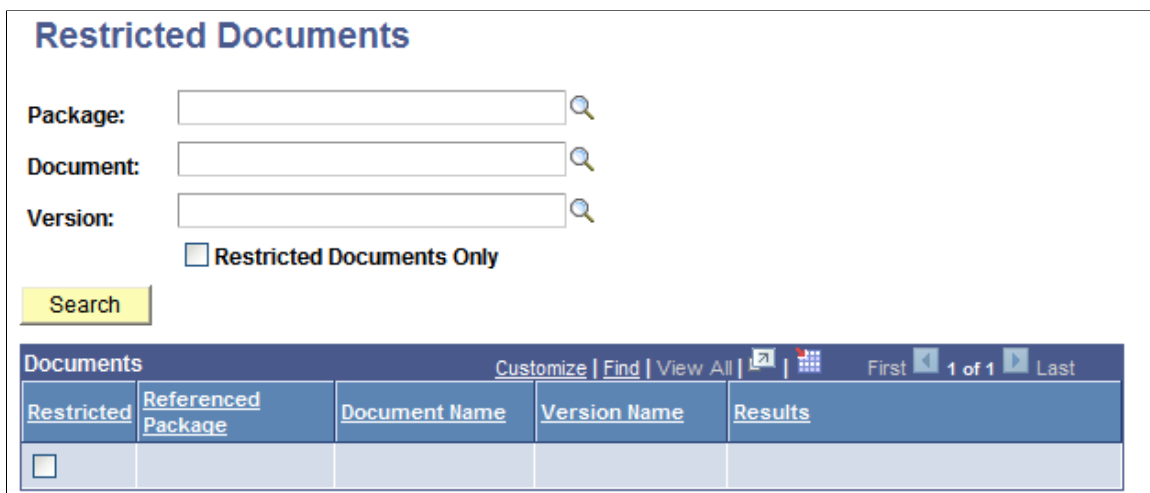 Restricted Documents
Package:
Document:
Version:
Restricted Documents Only
Search
Documents Customize | Find | View All | | First 1 of 1 Last
Restricted Referenced Package Document Name Version Name Results